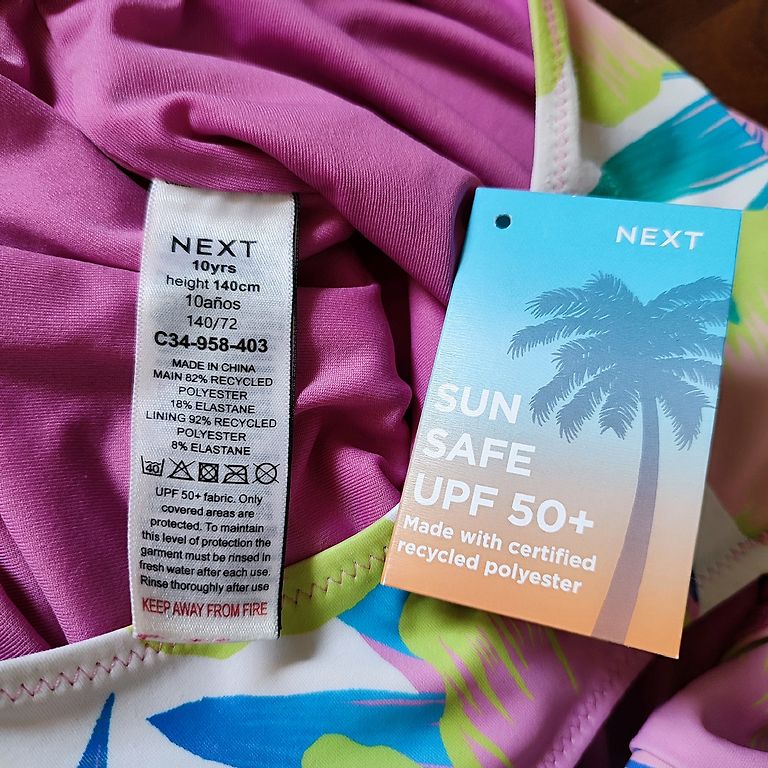 NEXT
10yrs
height 140cm
10años
140/72
C34-958-403
MADE IN CHINA
MAIN 82% RECYCLED
POLYESTER
18% ELASTANE
LINING 92% RECYCLED
POLYESTER
8% ELASTANE
40
UPF 50+ fabric. Only
covered areas are
protected. To maintain
this level of protection the
garment must be rinsed in
fresh water after each use.
Rinse thoroughly after use
KEEP AWAY FROM FIRE
NEXT
SUN
SAFE
UPF 50+
Made with certified
recycled polyester